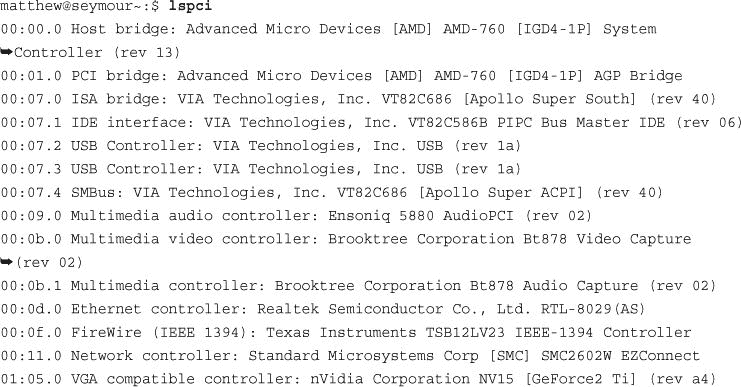 matthew@seymour~:$ lspci
00:00.0 Host bridge: Advanced Micro Devices [AMD] AMD-760 [IGD4-1P] System
➥Controller (rev 13)
00:01.0 PCI bridge: Advanced Micro Devices [AMD] AMD-760 [IGD4-1P] AGP Bridge
00:07.0 ISA bridge: VIA Technologies, Inc. VT82C686 [Apollo Super South] (rev 40)
00:07.1 IDE interface: VIA Technologies, Inc. VT82C586B PIPC Bus Master IDE (rev 06)
00:07.2 USB Controller: VIA Technologies, Inc. USB (rev 1a)
00:07.3 USB Controller: VIA Technologies, Inc. USB (rev 1a)
00:07.4 SMBus: VIA Technologies, Inc. VT82C686 [Apollo Super ACPI] (rev 40)
00:09.0 Multimedia audio controller: Ensoniq 5880 AudioPCI (rev 02)
00:0b.0 Multimedia video controller: Brooktree Corporation Bt878 Video Capture
➥(rev 02)
00:0b.1 Multimedia controller: Brooktree Corporation Bt878 Audio Capture (rev 02)
00:0d.0 Ethernet controller: Realtek Semiconductor Co., Ltd. RTL-8029(AS)
00:0f.0 FireWire (IEEE 1394): Texas Instruments TSB12LV23 IEEE-1394 Controller
00:11.0 Network controller: Standard Microsystems Corp [SMC] SMC2602W EZConnect
01:05.0 VGA compatible controller: nVidia Corporation NV15 [GeForce2 Ti] (rev a4)